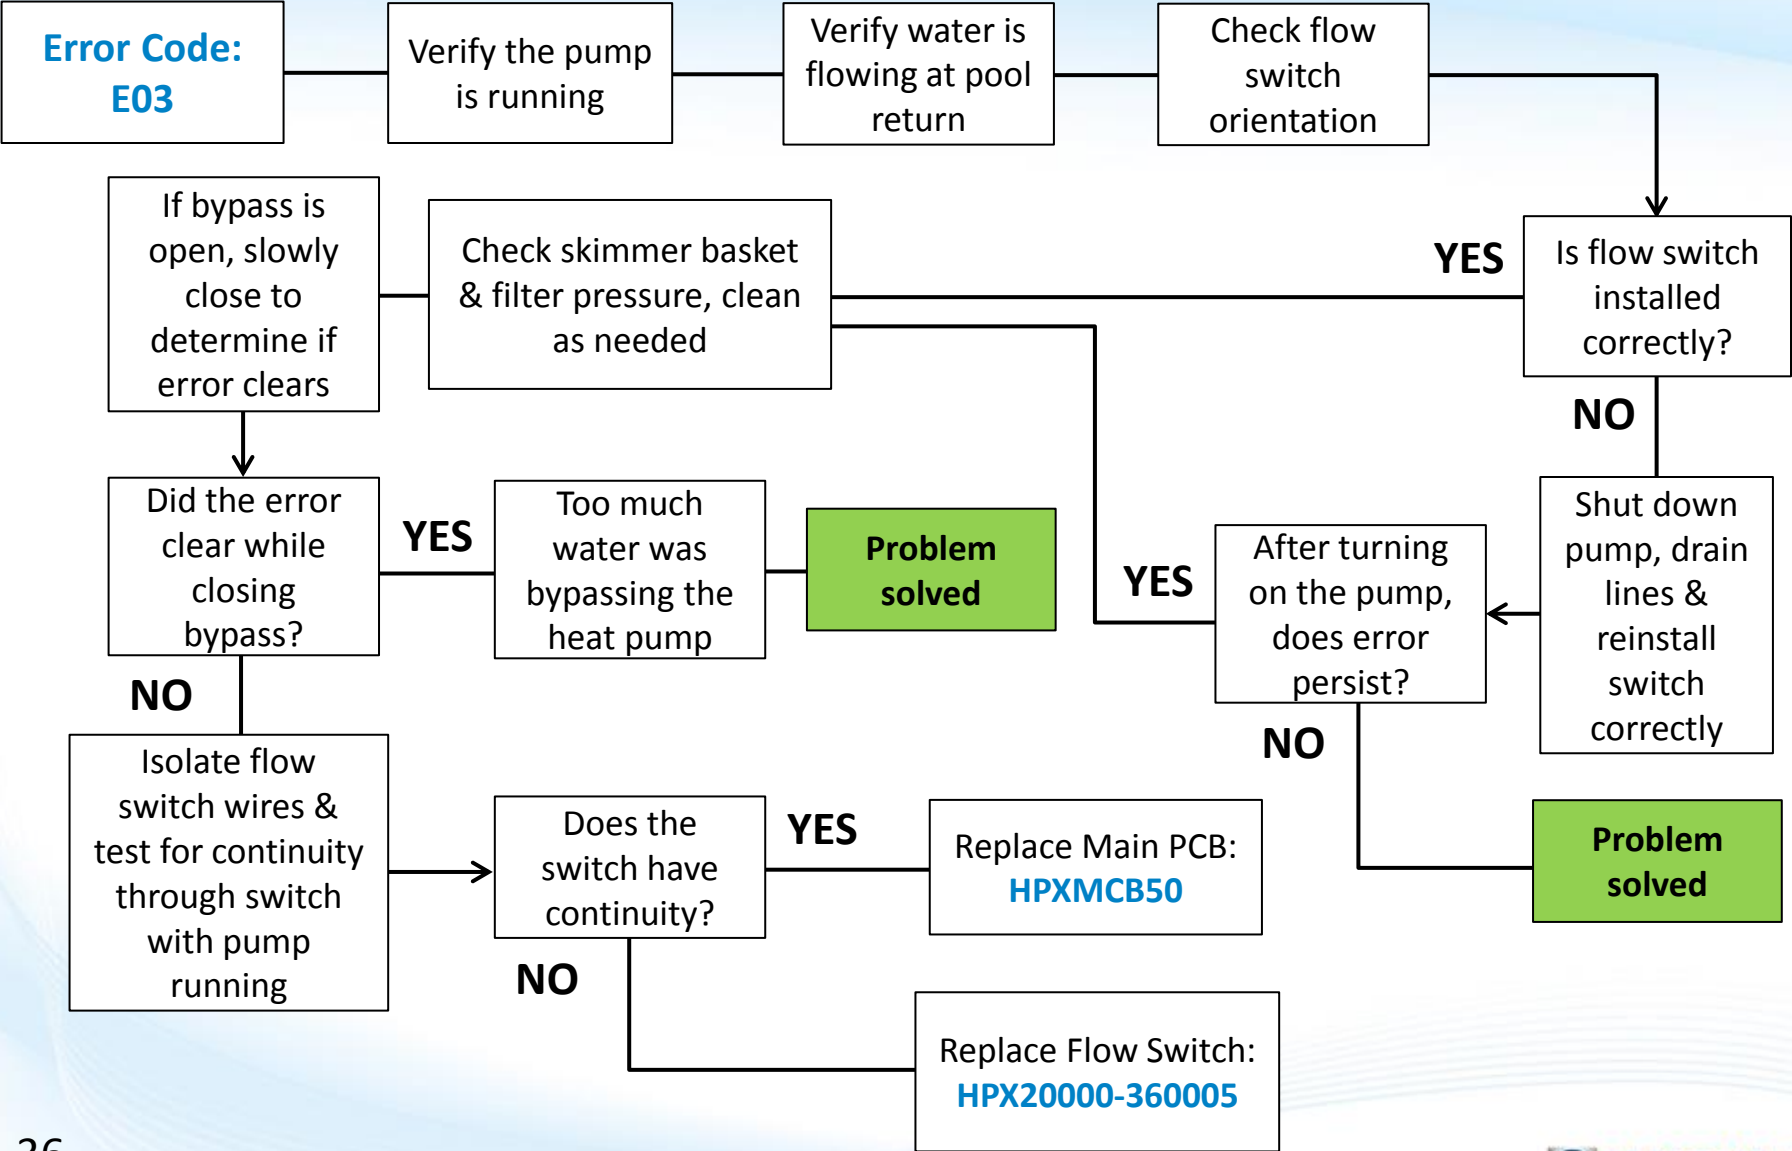 Error Code:
E03
Verify the pump
is running
Verify water is
flowing at pool
return
Check flow
switch
orientation
If bypass is
open, slowly
close to
determine if
error clears
Check skimmer basket
& filter pressure, clean
as needed
YES
Is flow switch
installed
correctly?
NO
Did the error
clear while
closing
bypass?
YES
Too much
water was
bypassing the
heat pump
Problem
solved
YES
After turning
on the pump,
does error
persist?
Shut down
pump, drain
lines &
reinstall
switch
correctly
NO
NO
Isolate flow
switch wires &
test for continuity
through switch
with pump
running
Does the
switch have
continuity?
YES
Replace Main PCB:
HPXMCB50
Problem
solved
NO
Replace Flow Switch:
HPX20000-360005
26